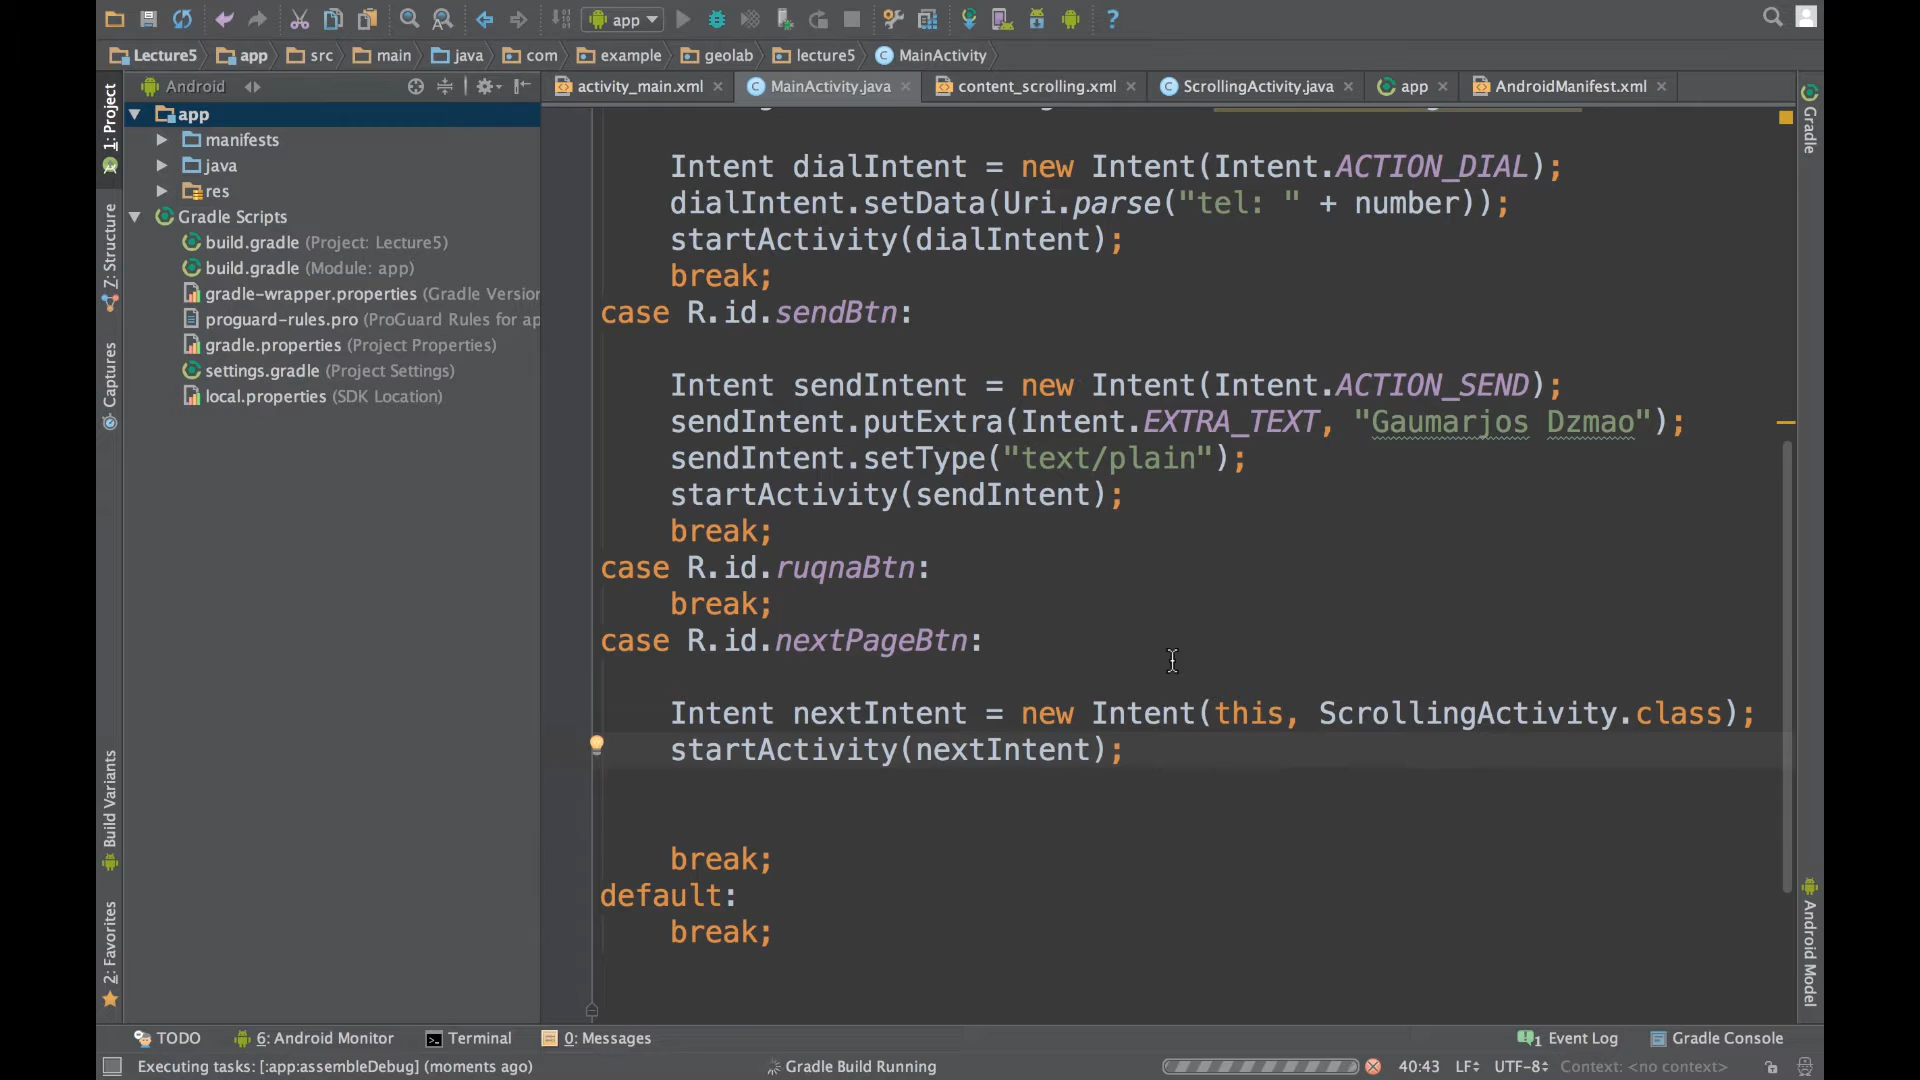 app
Lecture5
app
src
main
java
com
example
geolab
lecture5
MainActivity
Android
activity_main.xml
MainActivity.java
content_scrolling.xml
ScrollingActivity.java
app
AndroidManifest.xml
1: Project
Z: Structure
Captures
Build Variants
2: Favorites
app
manifests
java
res
Gradle Scripts
build.gradle (Project: Lecture5)
build.gradle (Module: app)
gradle-wrapper.properties (Gradle Version
proguard-rules.pro (ProGuard Rules for ap
gradle.properties (Project Properties)
settings.gradle (Project Settings)
local.properties (SDK Location)
Intent dialIntent = new Intent(Intent.ACTION_DIAL);
dialIntent.setData(Uri.parse("tel: " + number));
startActivity(dialIntent);
break;
case R.id.sendBtn:
Intent sendIntent = new Intent(Intent.ACTION_SEND);
sendIntent.putExtra(Intent.EXTRA_TEXT, "Gaumarjos Dzmao");
sendIntent.setType("text/plain");
startActivity(sendIntent);
break;
case R.id.ruqnaBtn:
break;
case R.id.nextPageBtn:
Intent nextIntent = new Intent(this, ScrollingActivity.class);
startActivity(nextIntent);
break;
default:
break;
Gradle
Android Model
TODO
6: Android Monitor
Terminal
0: Messages
1 Event Log
Gradle Console
Executing tasks: [:app:assembleDebug] (moments ago)
Gradle Build Running
40:43
LF
UTF-8
Context: <no context>